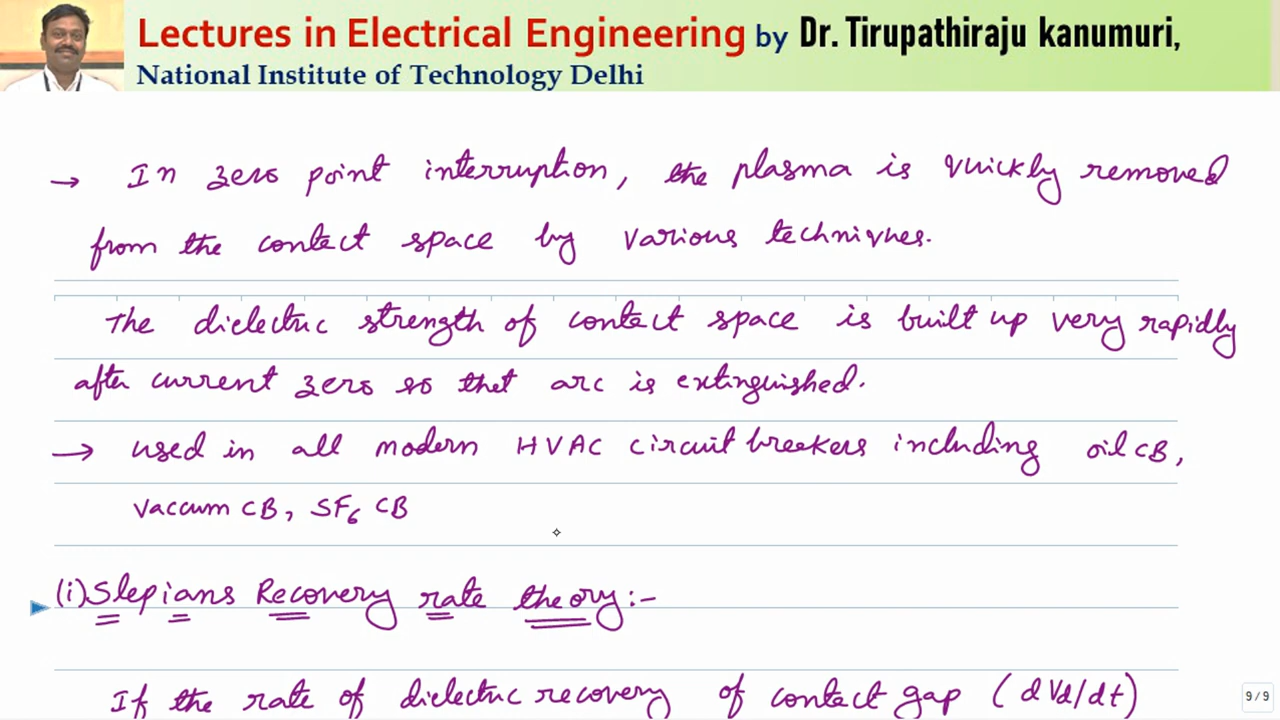 Lectures in Electrical Engineering by Dr. Tirupathiraju kanumuri,
National Institute of Technology Delhi
→ In zero point interruption, the plasma is quickly removed
from the contact space by various techniques.
The dielectric strength of contact space is built up very rapidly
after current zero so that arc is extinguished.
→ used in all modern HVAC circuit breakers including oil CB,
Vaccum CB, SF6 CB
(i) Slepians Recovery rate theory:-
If the rate of dielectric recovery of contact gap (dVd/dt)
9/9